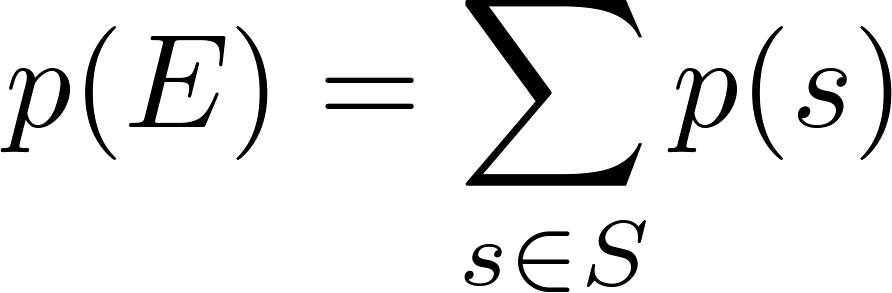 p(E) = ∑ p(s)
s∈S